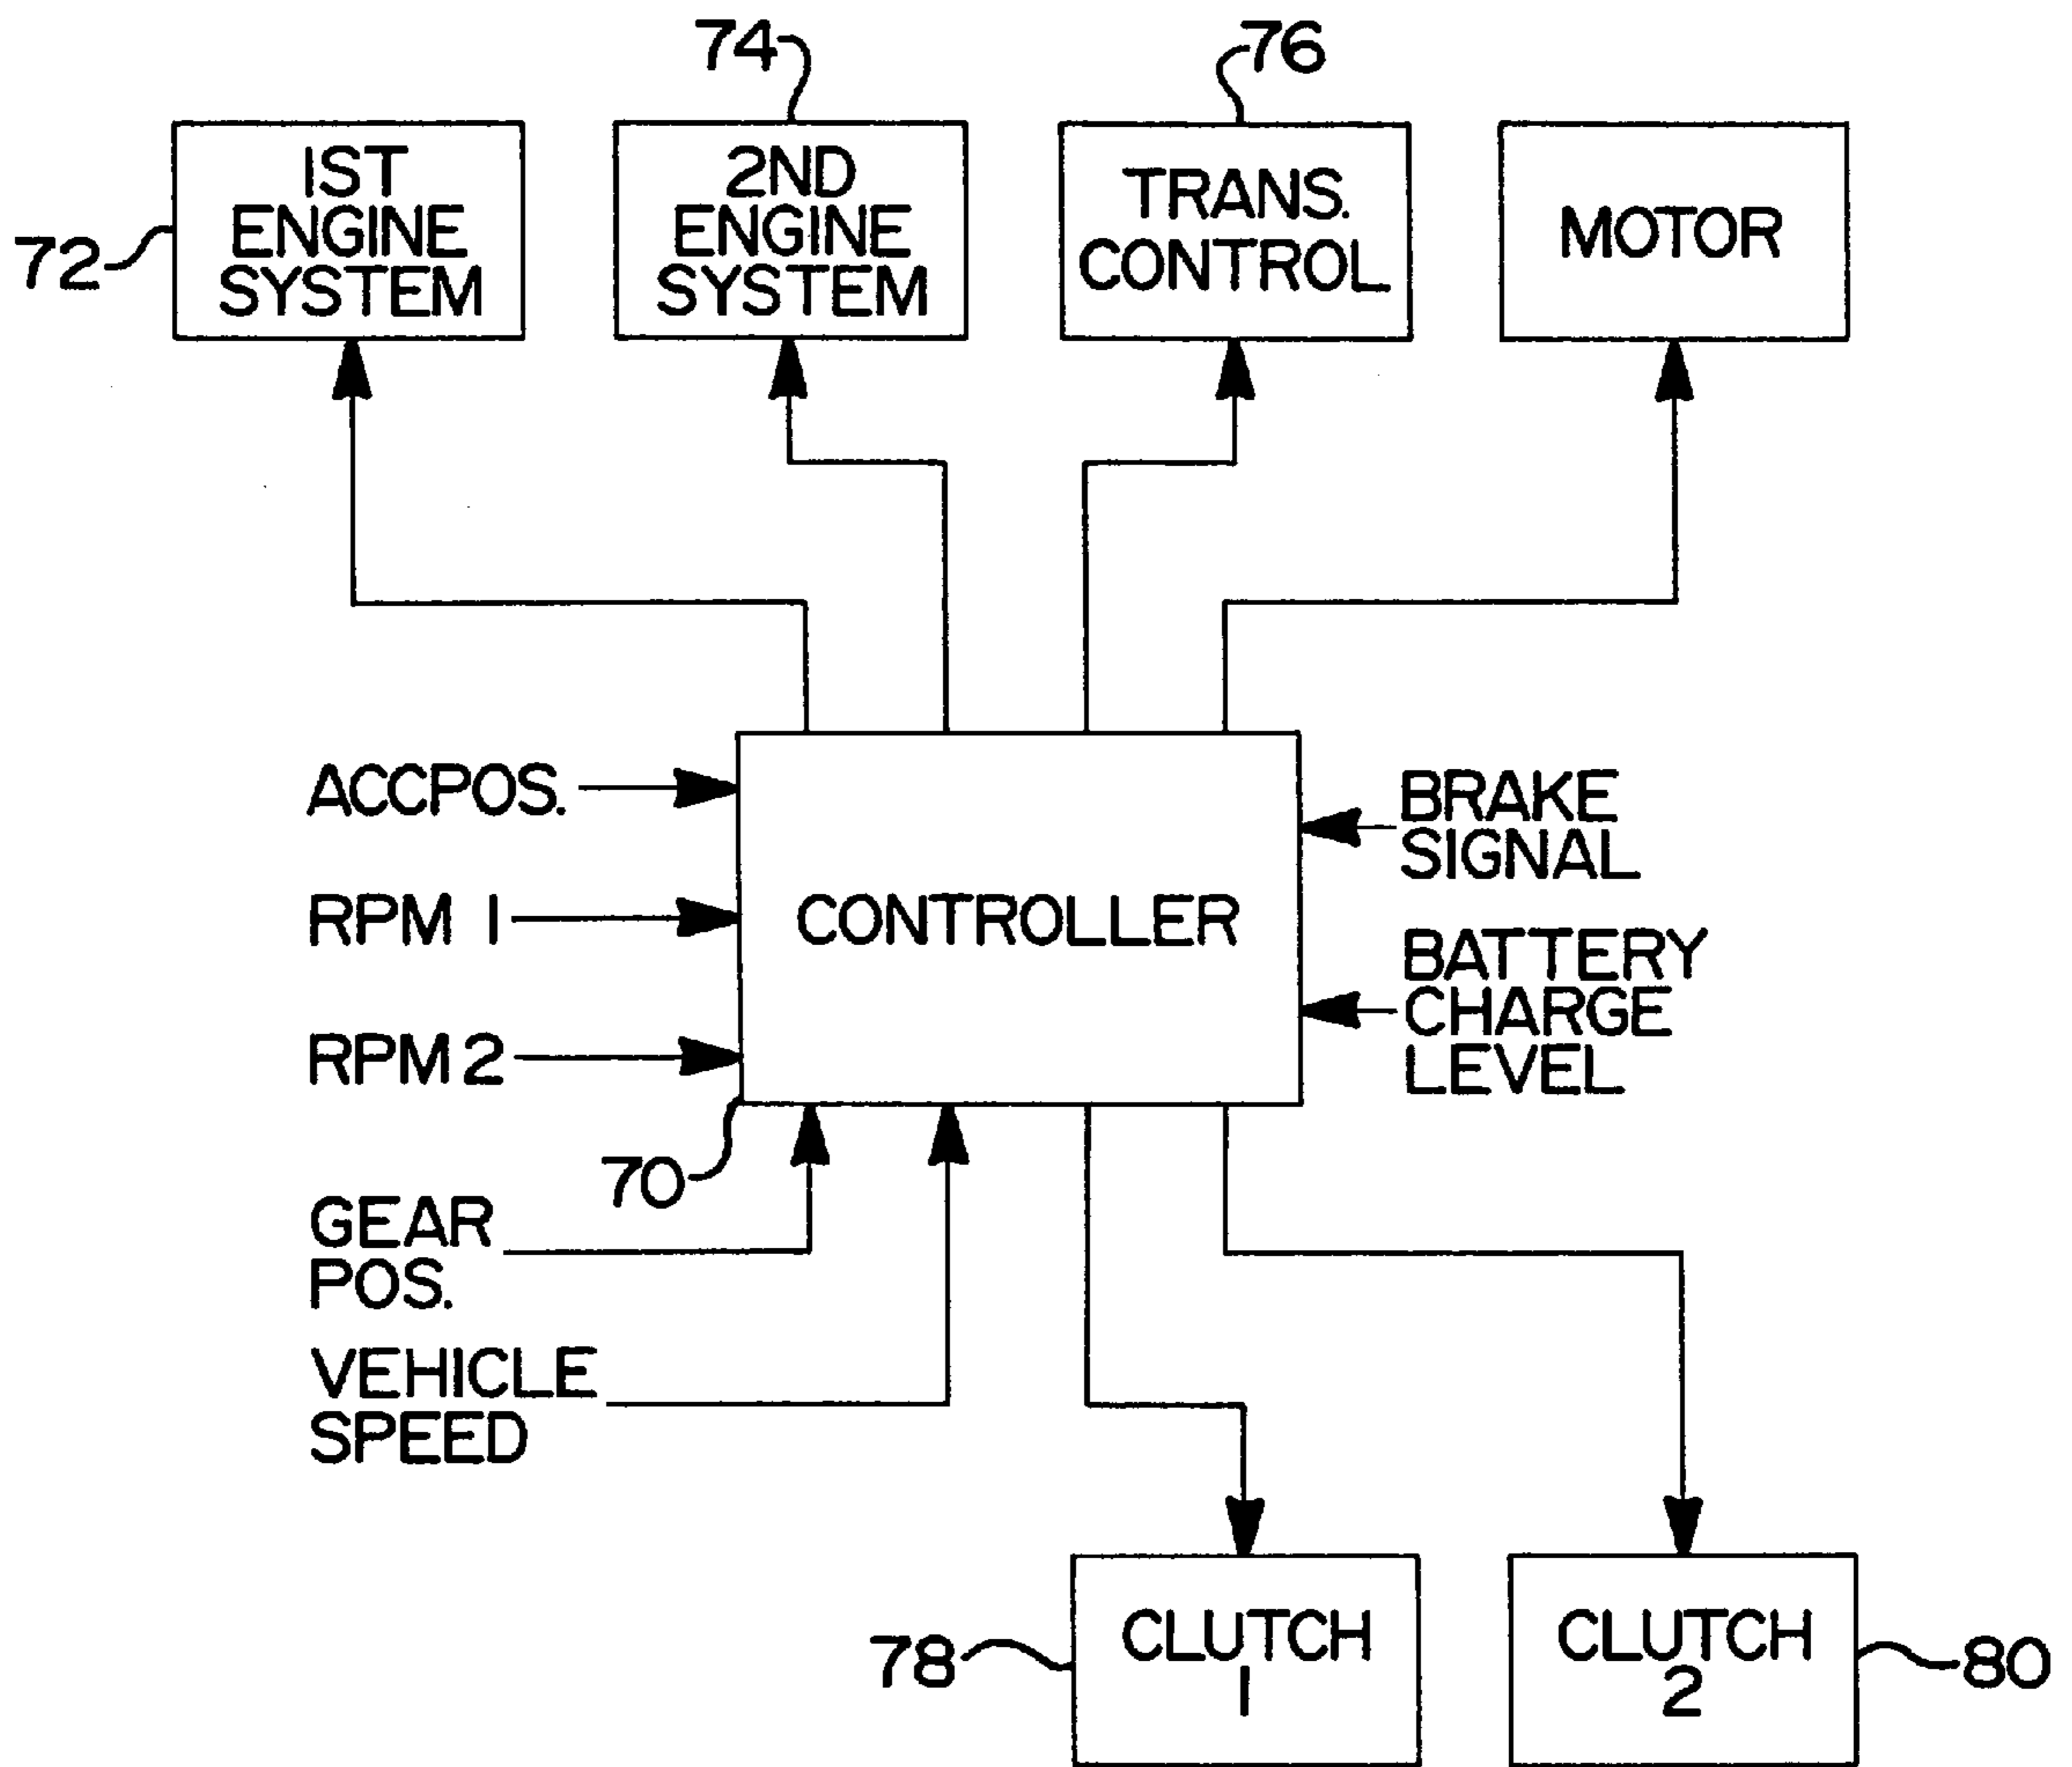 74
76
1ST
ENGINE
SYSTEM
2ND
ENGINE
SYSTEM
TRANS.
CONTROL
MOTOR
72
ACCPOS.
RPM 1
RPM 2
CONTROLLER
BRAKE
SIGNAL
BATTERY
CHARGE
LEVEL
70
GEAR
POS.
VEHICLE
SPEED
78
CLUTCH
1
CLUTCH
2
80